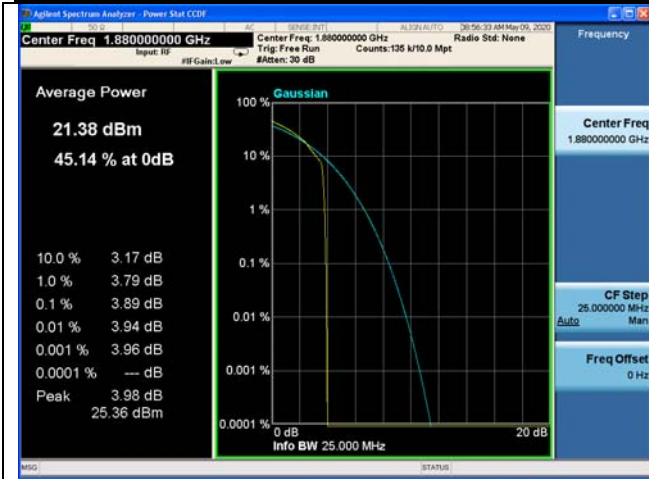 Agilent Spectrum Analyzer - Power Stat CCDF
50 Ω AC SENSE:INT ALIGN AUTO 08:56:33 AM May 09, 2020
Center Freq 1.880000000 GHz
Input: RF
#IFGain:Low
Center Freq: 1.880000000 GHz
Trig: Free Run Counts:135 k/10.0 Mpt
#Atten: 30 dB
Radio Std: None
Frequency
Average Power
21.38 dBm
45.14 % at 0dB
10.0 % 3.17 dB
1.0 % 3.79 dB
0.1 % 3.89 dB
0.01 % 3.94 dB
0.001 % 3.96 dB
0.0001 % --- dB
Peak 3.98 dB
25.36 dBm
Gaussian
100 %
10 %
1 %
0.1 %
0.01 %
0.001 %
0.0001 %
0 dB 20 dB
Info BW 25.000 MHz
Center Freq
1.880000000 GHz
CF Step
25.000000 MHz
Auto Man
Freq Offset
0 Hz
MSG STATUS